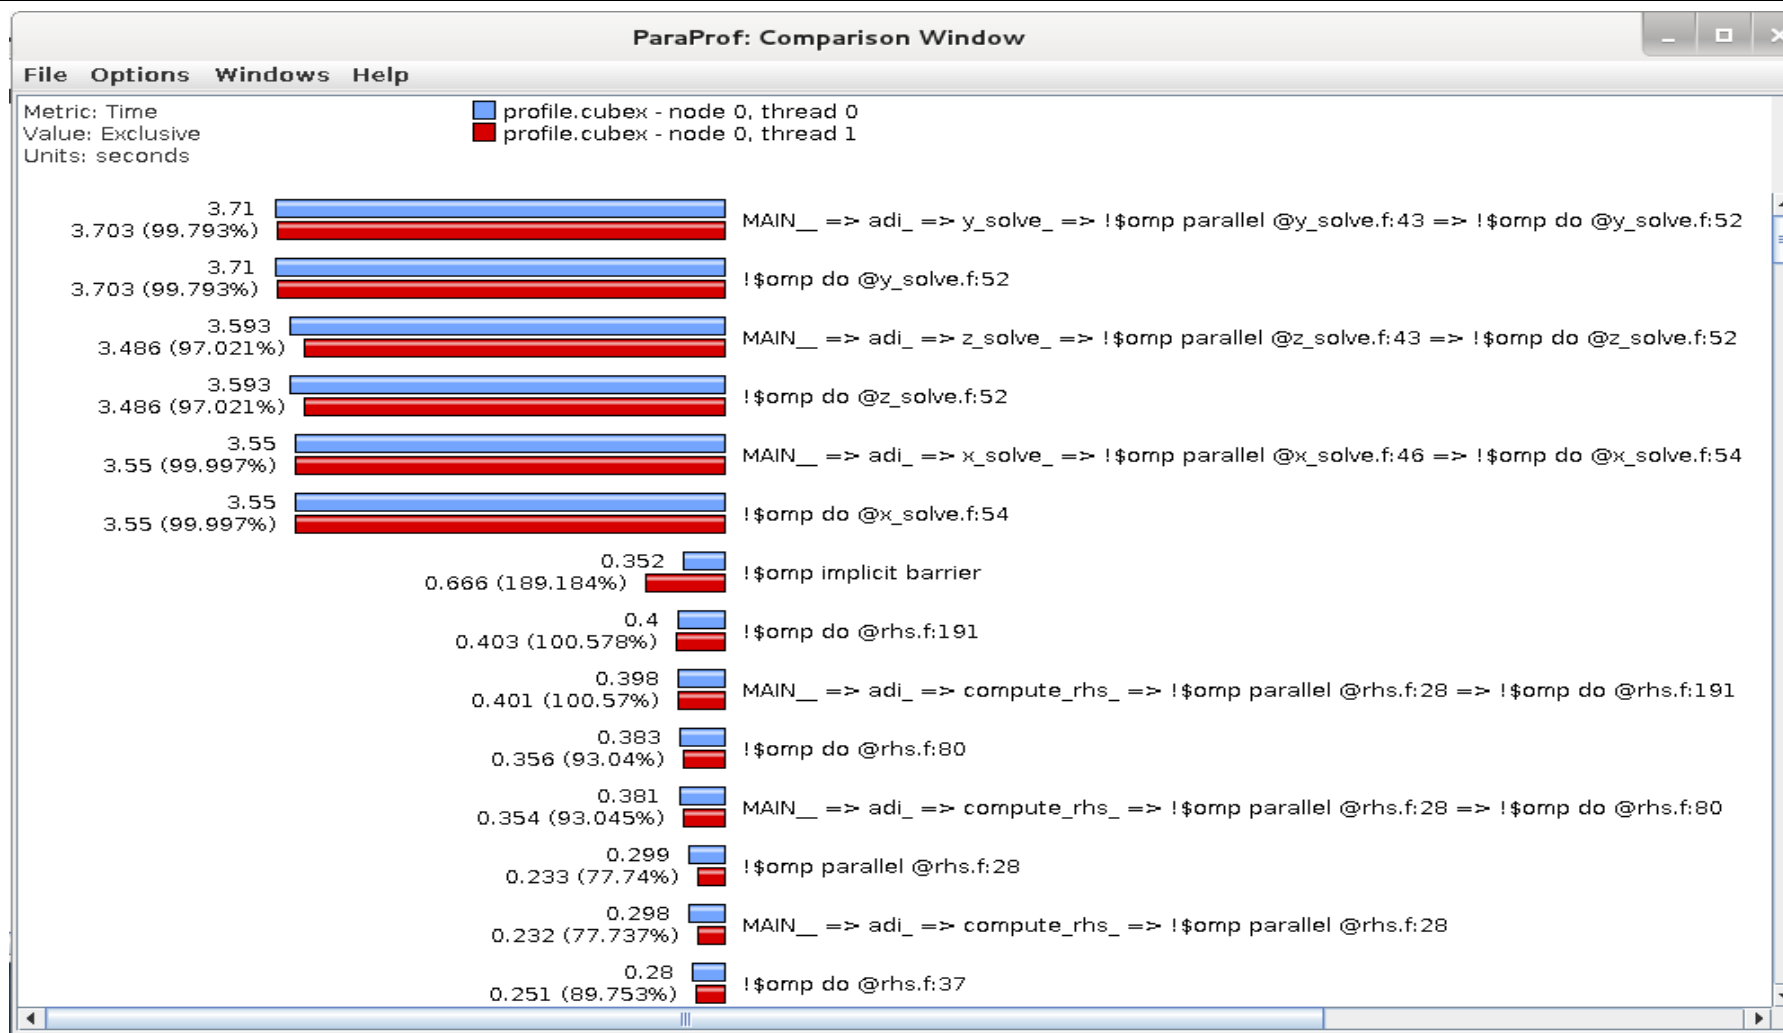 ParaProf: Comparison Window
File Options Windows Help
Metric: Time
Value: Exclusive
Units: seconds
profile.cubex - node 0, thread 0
profile.cubex - node 0, thread 1
3.71
3.703 (99.793%)
MAIN__ => adi_ => y_solve_ => !$omp parallel @y_solve.f:43 => !$omp do @y_solve.f:52
3.71
3.703 (99.793%)
!$omp do @y_solve.f:52
3.593
3.486 (97.021%)
MAIN__ => adi_ => z_solve_ => !$omp parallel @z_solve.f:43 => !$omp do @z_solve.f:52
3.593
3.486 (97.021%)
!$omp do @z_solve.f:52
3.55
3.55 (99.997%)
MAIN__ => adi_ => x_solve_ => !$omp parallel @x_solve.f:46 => !$omp do @x_solve.f:54
3.55
3.55 (99.997%)
!$omp do @x_solve.f:54
0.352
0.666 (189.184%)
!$omp implicit barrier
0.4
0.403 (100.578%)
!$omp do @rhs.f:191
0.398
0.401 (100.57%)
MAIN__ => adi_ => compute_rhs_ => !$omp parallel @rhs.f:28 => !$omp do @rhs.f:191
0.383
0.356 (93.04%)
!$omp do @rhs.f:80
0.381
0.354 (93.045%)
MAIN__ => adi_ => compute_rhs_ => !$omp parallel @rhs.f:28 => !$omp do @rhs.f:80
0.299
0.233 (77.74%)
!$omp parallel @rhs.f:28
0.298
0.232 (77.737%)
MAIN__ => adi_ => compute_rhs_ => !$omp parallel @rhs.f:28
0.28
0.251 (89.753%)
!$omp do @rhs.f:37